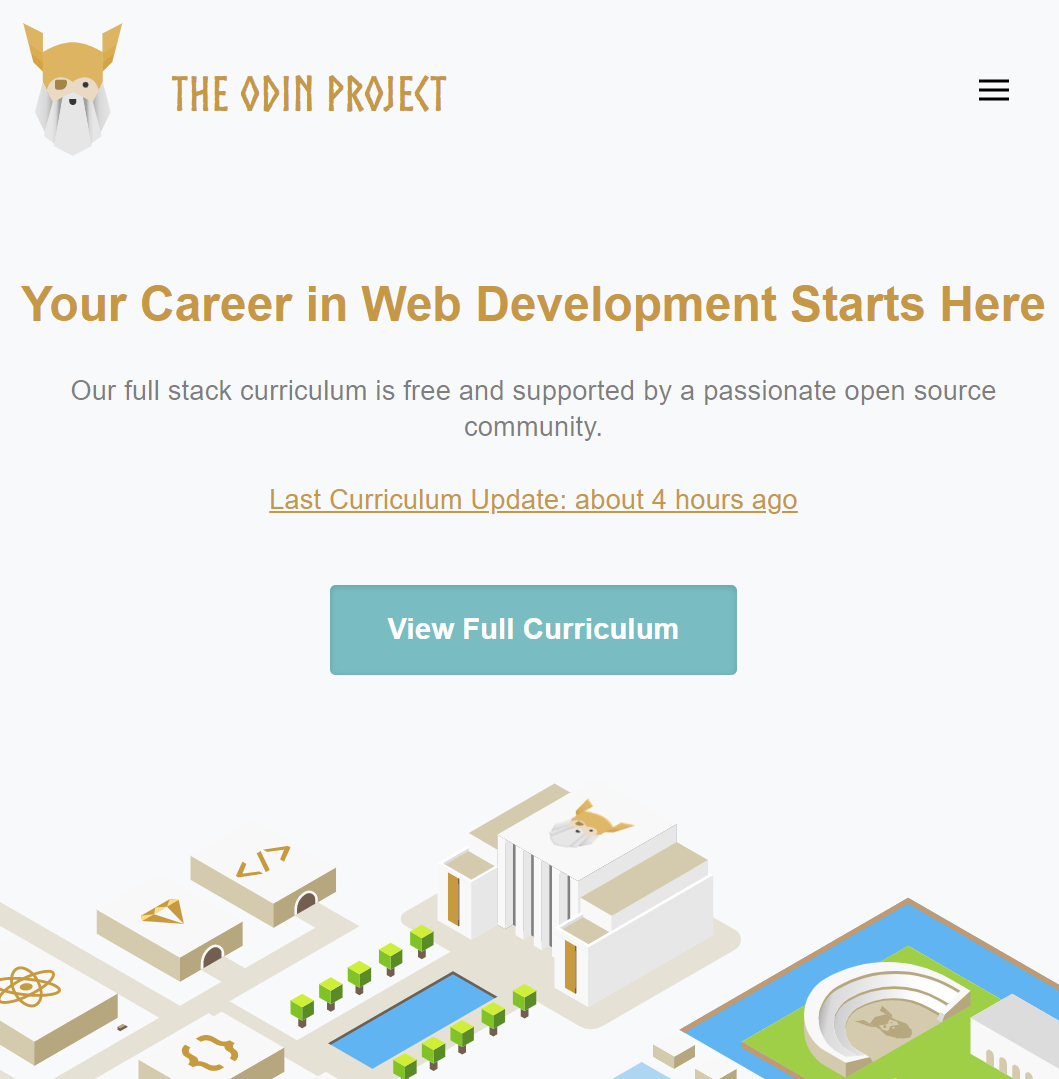 THE ODIN PROJECT
Your Career in Web Development Starts Here
Our full stack curriculum is free and supported by a passionate open source
community.
Last Curriculum Update: about 4 hours ago
View Full Curriculum